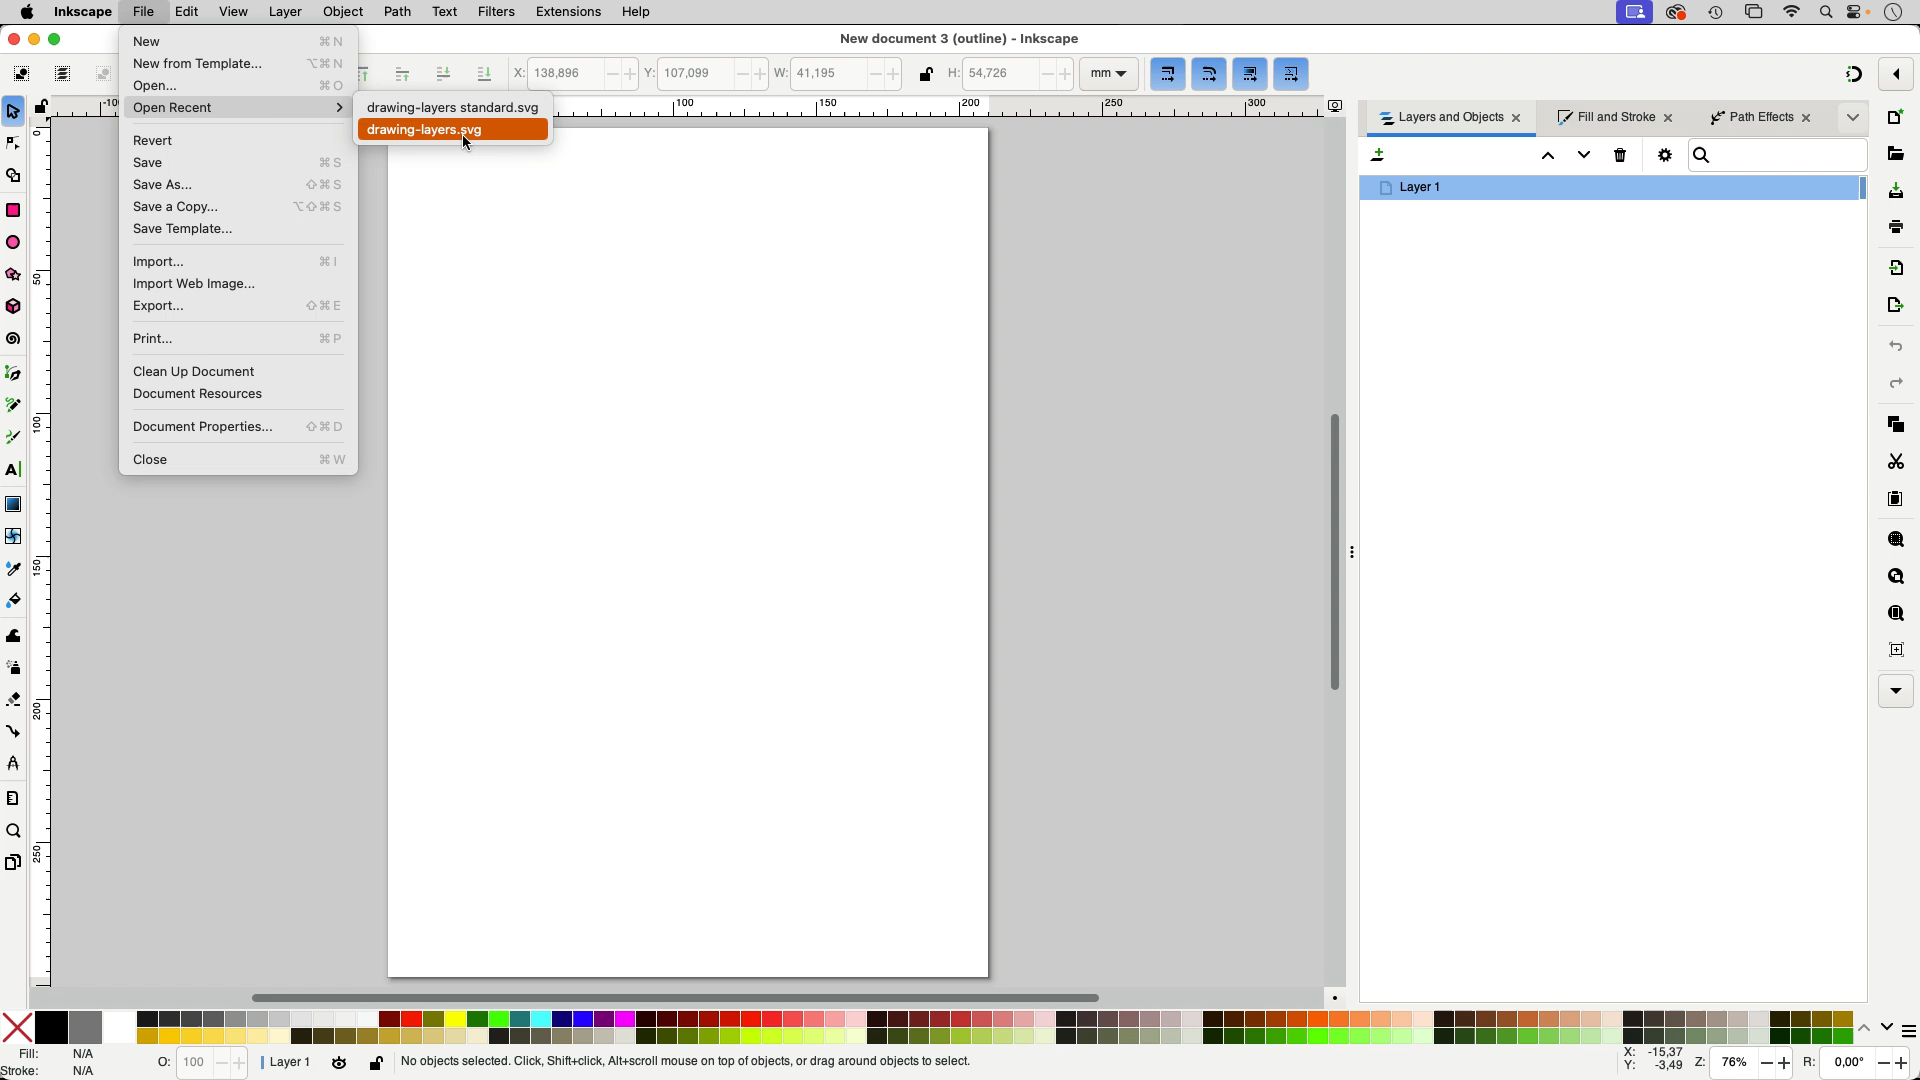 Inkscape File Edit View Layer Object Path Text Filters Extensions Help
New document 3 (outline) - Inkscape
New ⌘ N
New from Template... ⌥⌘ N
Open... ⌘ O
Open Recent
drawing-layers standard.svg
drawing-layers.svg
Revert
Save ⌘ S
Save As... ⇧⌘ S
Save a Copy... ⌥⇧⌘ S
Save Template...
Import... ⌘ I
Import Web Image...
Export... ⇧⌘ E
Print... ⌘ P
Clean Up Document
Document Resources
Document Properties... ⇧⌘ D
Close ⌘ W
X: 138,896 Y: 107,099 W: 41,195 H: 54,726 mm
100 150 200 250 300
0
50
100
150
200
250
Layers and Objects Fill and Stroke Path Effects
Layer 1
Fill: N/A
Stroke: N/A
O: 100 Layer 1 No objects selected. Click, Shift+click, Alt+scroll mouse on top of objects, or drag around objects to select.
X: -15,37
Y: -3,49
Z: 76% R: 0,00°